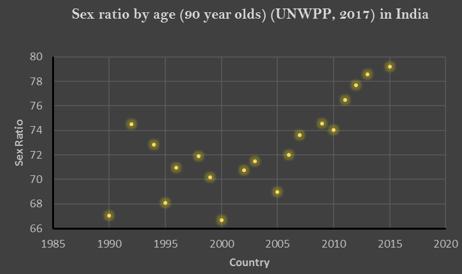 Sex ratio by age (90 year olds) (UNWPP, 2017) in India
80
78
76
74
72
70
68
66
Sex Ratio
1985 1990 1995 2000 2005 2010 2015 2020
Country